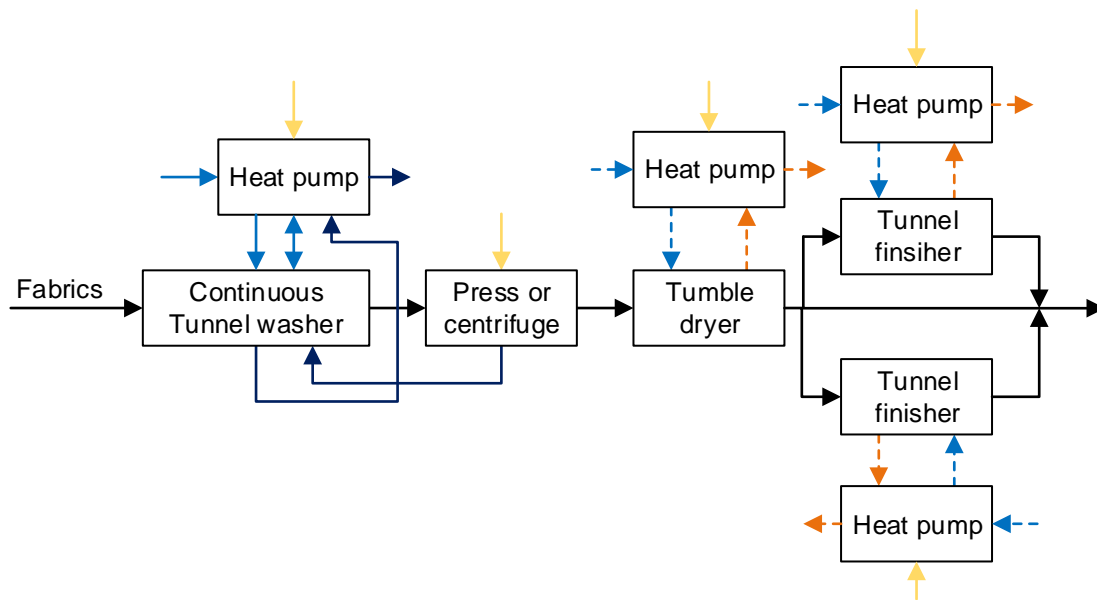 Heat pump
Heat pump
Heat pump
Tunnel
finsiher
Fabrics
Continuous
Tunnel washer
Press or
centrifuge
Tumble
dryer
Tunnel
finisher
Heat pump